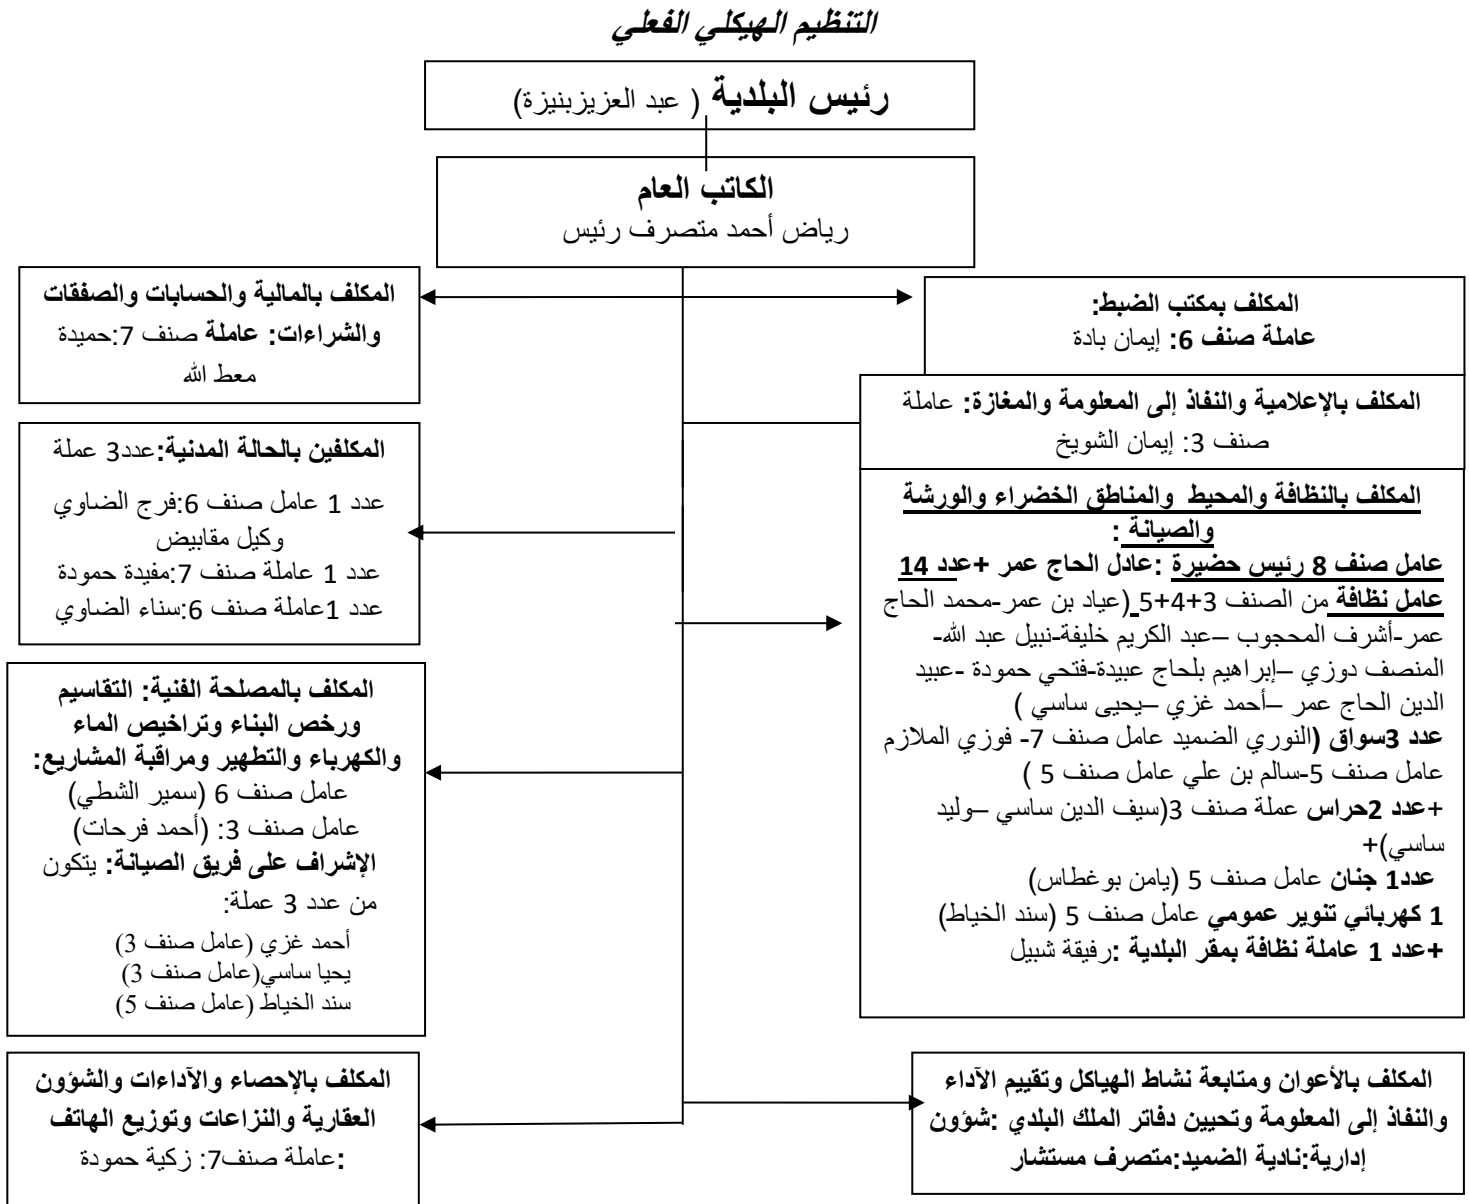 التنظيم الهيكلي الفعلي
رئيس البلدية ( عبد العزيزبنيزة)
الكاتب العام
رياض أحمد متصرف رئيس
المكلف بمكتب الضبط:
عاملة صنف 6: إيمان بادة
المكلف بالمالية والحسابات والصفقات
والشراءات: عاملة صنف 7:حميدة
معط الله
المكلف بالإعلامية والنفاذ إلى المعلومة والمغازة: عاملة
صنف 3: إيمان الشويخ
المكلفين بالحالة المدنية:عدد3 عملة
عدد 1 عامل صنف 6:فرج الضاوي
وكيل مقابيض
عدد 1 عاملة صنف 7:مفيدة حمودة
عدد 1عاملة صنف 6:سناء الضاوي
المكلف بالنظافة والمحيط والمناطق الخضراء والورشة
والصيانة :
عامل صنف 8 رئيس حضيرة :عادل الحاج عمر +عدد 14
عامل نظافة من الصنف 3+4+5 (عياد بن عمر-محمد الحاج
عمر-أشرف المحجوب –عبد الكريم خليفة-نبيل عبد الله-
المنصف دوزي –إبراهيم بلحاج عبيدة-فتحي حمودة -عبيد
الدين الحاج عمر –أحمد غزي –يحيى ساسي )
عدد 3سواق (النوري الضميد عامل صنف 7- فوزي الملازم
عامل صنف 5-سالم بن علي عامل صنف 5 )
+عدد 2حراس عملة صنف 3(سيف الدين ساسي –وليد
ساسي)+
عدد1 جنان عامل صنف 5 (يامن بوغطاس)
1 كهربائي تنوير عمومي عامل صنف 5 (سند الخياط)
+عدد 1 عاملة نظافة بمقر البلدية :رفيقة شبيل
المكلف بالمصلحة الفنية: التقاسيم
ورخص البناء وتراخيص الماء
والكهرباء والتطهير ومراقبة المشاريع:
عامل صنف 6 (سمير الشطي)
عامل صنف 3: (أحمد فرحات)
الإشراف على فريق الصيانة: يتكون
من عدد 3 عملة:
أحمد غزي (عامل صنف 3)
يحيا ساسي(عامل صنف 3)
سند الخياط (عامل صنف 5)
المكلف بالأعوان ومتابعة نشاط الهياكل وتقييم الآداء
والنفاذ إلى المعلومة وتحيين دفاتر الملك البلدي :شؤون
إدارية:نادية الضميد:متصرف مستشار
المكلف بالإحصاء والآداءات والشؤون
العقارية والنزاعات وتوزيع الهاتف
:عاملة صنف7: زكية حمودة